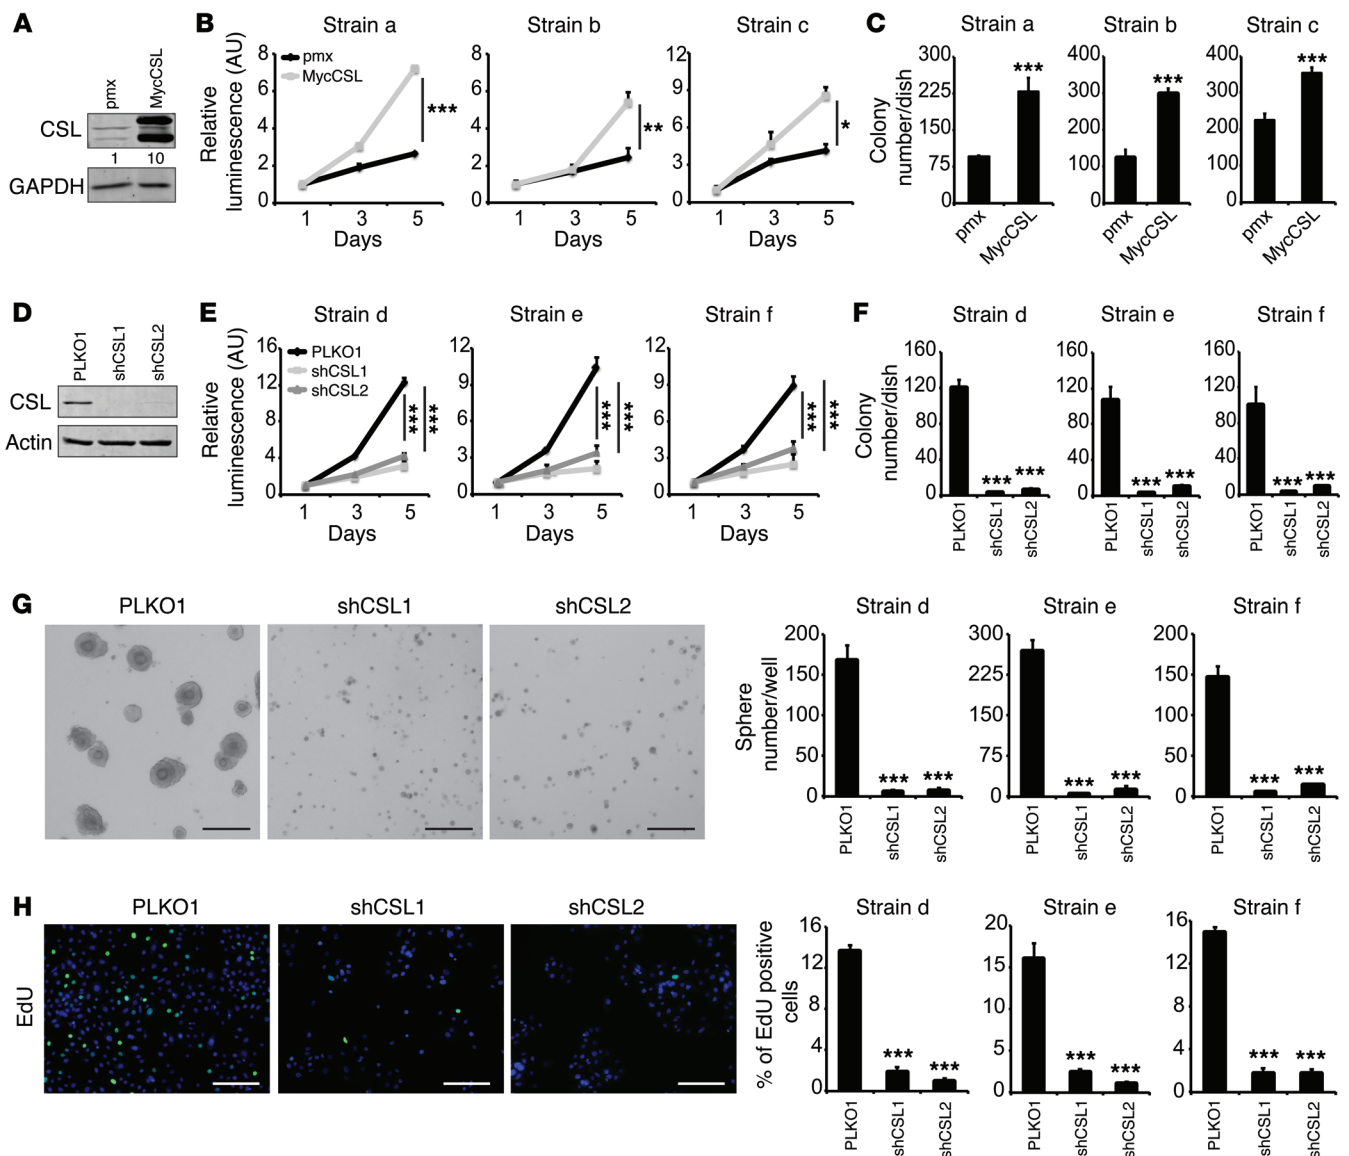 A
pmx
MycCSL
CSL
1 10
GAPDH
B
Strain a
Strain b
Strain c
Relative
luminescence (AU)
8
6
4
2
0
pmx
MycCSL
***
1 3 5
Days
8
6
4
2
0
**
1 3 5
Days
12
9
6
3
0
*
1 3 5
Days
C
Strain a
Strain b
Strain c
Colony
number/dish
300
225
150
75
0
***
pmx
MycCSL
400
300
200
100
0
***
pmx
MycCSL
400
300
200
100
0
***
pmx
MycCSL
D
PLKO1
shCSL1
shCSL2
CSL
Actin
E
Strain d
Strain e
Strain f
Relative
luminescence (AU)
16
12
8
4
0
PLKO1
shCSL1
shCSL2
***
***
1 3 5
Days
12
9
6
3
0
***
***
1 3 5
Days
12
9
6
3
0
***
***
1 3 5
Days
F
Strain d
Strain e
Strain f
Colony
number/dish
160
120
80
40
0
*** ***
PLKO1
shCSL1
shCSL2
160
120
80
40
0
*** ***
PLKO1
shCSL1
shCSL2
160
120
80
40
0
*** ***
PLKO1
shCSL1
shCSL2
G
PLKO1
shCSL1
shCSL2
Strain d
Strain e
Strain f
Sphere
number/well
200
150
100
50
0
*** ***
PLKO1
shCSL1
shCSL2
300
225
150
75
0
*** ***
PLKO1
shCSL1
shCSL2
200
150
100
50
0
*** ***
PLKO1
shCSL1
shCSL2
H
PLKO1
shCSL1
shCSL2
EdU
Strain d
Strain e
Strain f
% of EdU positive
cells
16
12
8
4
0
*** ***
PLKO1
shCSL1
shCSL2
20
15
10
5
0
*** ***
PLKO1
shCSL1
shCSL2
16
12
8
4
0
*** ***
PLKO1
shCSL1
shCSL2